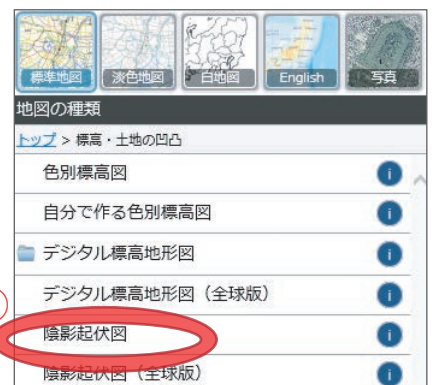 標準地図 淡色地図 白地図 English 写真
地図の種類
トップ > 標高・土地の凹凸
色別標高図
自分で作る色別標高図
デジタル標高地形図
デジタル標高地形図（全球版）
陰影起伏図
陰影起伏図（全球版）